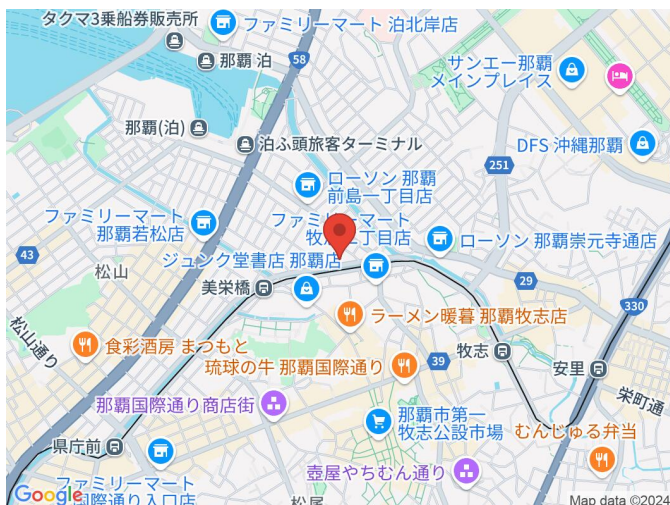 タクマ3乗船券販売所
ファミリーマート 泊北岸店
58
那覇 泊
サンエー那覇
メインプレイス
那覇(泊)
泊ふ頭旅客ターミナル
251
DFS 沖縄那覇
ローソン 那覇
前島一丁目店
ファミリーマート
那覇若松店
ファミリーマート
ローソン 那覇崇元寺通店
43
松山
ジュンク堂書店 那覇店
29
美栄橋
330
ラーメン暖暮 那覇牧志店
松山通り
食彩酒房 まつもと
琉球の牛 那覇国際通り
39
牧志
安里
栄町通
那覇国際通り商店街
那覇市第一
牧志公設市場
県庁前
むんじゅる弁当
壺屋やちむん通り
ファミリーマート
国際通り入口店
松尾
Google
Map data ©2024